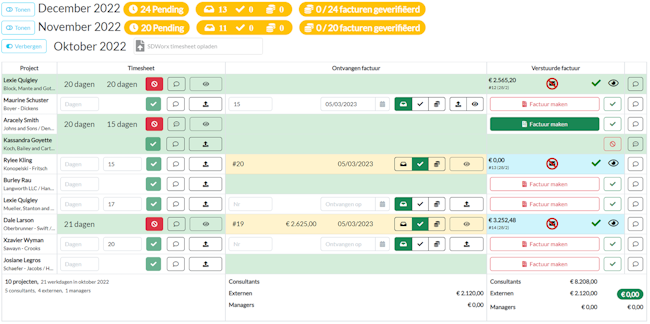 Tonen December 2022 24 Pending 13 0 0 0 / 24 facturen geverifiëerd
Tonen November 2022 20 Pending 11 0 0 0 / 20 facturen geverifiëerd
Verbergen Oktober 2022 SDWorx timesheet opladen
Project Timesheet Ontvangen factuur Verstuurde factuur
Lexie Quigley 20 dagen 20 dagen € 2.565,20
Block, Mante and Got... #12 (28/2)
Maurine Schuster Dagen 15 05/03/2023 Factuur maken
Beyer - Dickens
Aracely Smith 20 dagen 15 dagen Factuur maken
Johns and Sons / Den...
Kassandra Goyette
Koch, Bailey and Cart...
Rylee Kling Dagen 15 #20 05/03/2023 € 0,00
Konopelski - Fritsch #13 (28/2)
Burley Rau Dagen Factuur maken
Langworth LLC / Han...
Lexie Quigley Dagen 17 Nr Ontvangen op Factuur maken
Mueller, Stanton and ...
Dale Larson 21 dagen #19 € 2.625,00 05/03/2023 € 3.252,48
Oberbrunner - Swift / ... #14 (28/2)
Xzavier Wyman Dagen 20 Nr Ontvangen op Factuur maken
Sawayn - Crooks
Josiane Legros Factuur maken
Schaefer - Jacobe / H...
10 projecten, 21 werkdagen in oktober 2022
5 consulents, 4 externen, 1 managers
Consultants
Externen € 2.120,00
Managers € 0,00
Consultants € 8.208,00
Externen € 2.120,00 € 0,00
Managers € 0,00 € 0,00